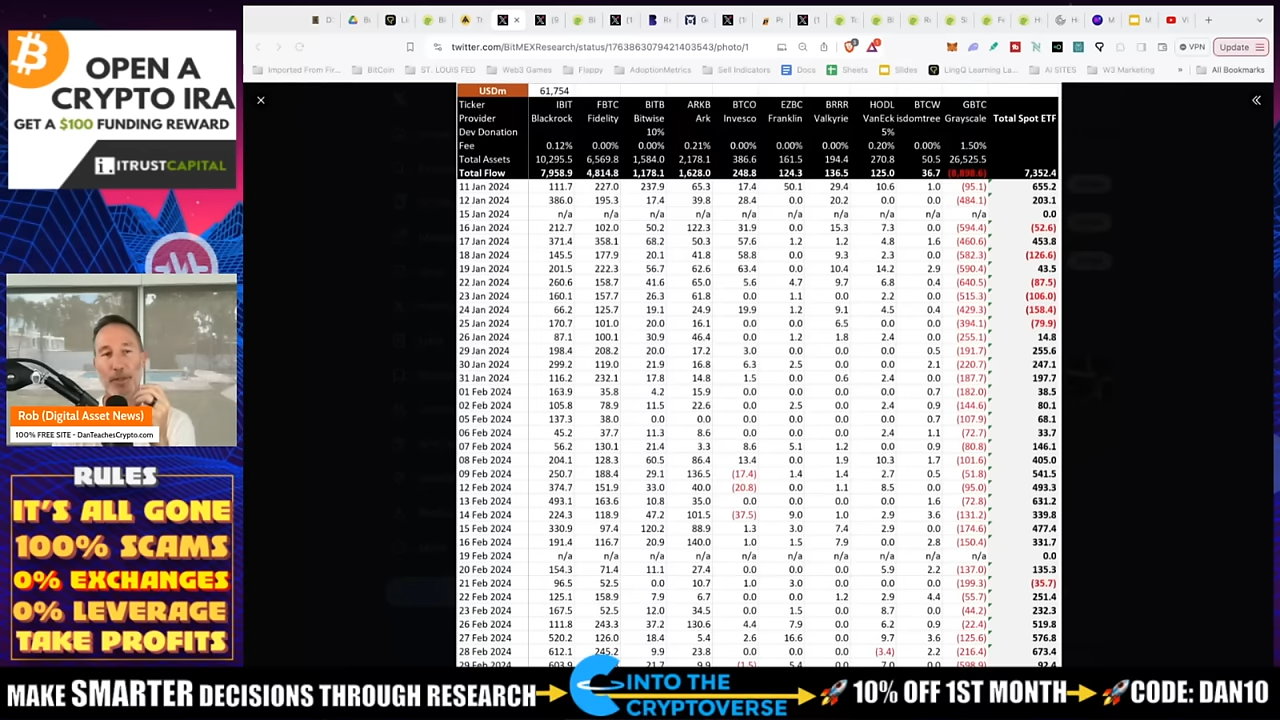 OPEN A
CRYPTO IRA
GET A $100 FUNDING REWARD
ITRUSTCAPITAL
Rob (Digital Asset News)
100% FREE SITE - DanTeachesCrypto.com
RULES
IT'S ALL GONE
100% SCAMS
0% EXCHANGES
0% LEVERAGE
TAKE PROFITS
twitter.com/BitMEXResearch/status/1763863079421403543/photo/1
VPN
Update
Imported From Fir... BitCoin ST. LOUIS FED Web3 Games Flappy AdoptionMetrics Sell Indicators Docs Sheets Slides LingQ Learning La... AI SITES W3 Marketing » All Bookmarks
USDm 61,754
Ticker IBIT FBTC BITB ARKB BTCO EZBC BRRR HODL BTCW GBTC
Provider Blackrock Fidelity Bitwise Ark Invesco Franklin Valkyrie VanEck isdomtree Grayscale Total Spot ETF
Dev Donation 10% 5%
Fee 0.12% 0.00% 0.00% 0.21% 0.00% 0.00% 0.00% 0.20% 0.00% 1.50%
Total Assets 10,295.5 6,569.8 1,584.0 2,178.1 386.6 161.5 194.4 270.8 50.5 26,525.5
Total Flow 7,958.9 4,814.8 1,178.1 1,628.0 248.8 124.3 136.5 125.0 36.7 (8,898.6) 7,352.4
11 Jan 2024 111.7 227.0 237.9 65.3 17.4 50.1 29.4 10.6 1.0 (95.1) 655.2
12 Jan 2024 386.0 195.3 17.4 39.8 28.4 0.0 20.2 0.0 0.0 (484.1) 203.1
15 Jan 2024 n/a n/a n/a n/a n/a n/a n/a n/a n/a n/a 0.0
16 Jan 2024 212.7 102.0 50.2 122.3 31.9 0.0 15.3 7.3 0.0 (594.4) (52.6)
17 Jan 2024 371.4 358.1 68.2 50.3 57.6 1.2 1.2 4.8 1.6 (460.6) 453.8
18 Jan 2024 145.5 177.9 20.1 41.8 58.8 0.0 9.3 2.3 0.0 (582.3) (126.6)
19 Jan 2024 201.5 222.3 56.7 62.6 63.4 0.0 10.4 14.2 2.9 (590.4) 43.5
22 Jan 2024 260.6 158.7 41.6 65.0 5.6 4.7 9.7 6.8 0.4 (640.5) (87.5)
23 Jan 2024 160.1 157.7 26.3 61.8 0.0 1.1 0.0 2.2 0.0 (515.3) (106.0)
24 Jan 2024 66.2 125.7 19.1 24.9 19.9 1.2 9.1 4.5 0.4 (429.3) (158.4)
25 Jan 2024 170.7 101.0 20.0 16.1 0.0 0.0 6.5 0.0 0.0 (394.1) (79.9)
26 Jan 2024 87.1 100.1 30.9 46.4 0.0 1.2 1.8 2.4 0.0 (255.1) 14.8
29 Jan 2024 198.4 208.2 20.0 17.2 3.0 0.0 0.0 0.0 0.5 (191.7) 255.6
30 Jan 2024 299.2 119.0 21.9 16.8 6.3 2.5 0.0 0.0 2.1 (220.7) 247.1
31 Jan 2024 116.2 232.1 17.8 14.8 1.5 0.0 0.6 2.4 0.0 (187.7) 197.7
01 Feb 2024 163.9 35.8 4.2 15.9 0.0 0.0 0.0 0.0 0.7 (182.0) 38.5
02 Feb 2024 105.8 78.9 11.5 22.6 0.0 2.5 0.0 2.4 0.9 (144.6) 80.1
05 Feb 2024 137.3 38.0 0.0 0.0 0.0 0.0 0.0 0.0 0.7 (107.9) 68.1
06 Feb 2024 45.2 37.7 11.3 8.6 0.0 0.0 0.0 2.4 1.1 (72.7) 33.7
07 Feb 2024 56.2 130.1 21.4 3.3 8.6 5.1 1.2 0.0 0.9 (80.8) 146.1
08 Feb 2024 204.1 128.3 60.5 86.4 13.4 0.0 1.9 10.3 1.7 (101.6) 405.0
09 Feb 2024 250.7 188.4 29.1 136.5 (17.4) 1.4 1.4 2.7 0.5 (51.8) 541.5
12 Feb 2024 374.7 151.9 33.0 40.0 (20.8) 0.0 1.1 8.5 0.0 (95.0) 493.3
13 Feb 2024 493.1 163.6 10.8 35.0 0.0 0.0 0.0 0.0 1.6 (72.8) 631.2
14 Feb 2024 224.3 118.9 47.2 101.5 (37.5) 9.0 1.0 2.9 3.6 (131.2) 339.8
15 Feb 2024 330.9 97.4 120.2 88.9 1.3 3.0 7.4 2.9 0.0 (174.6) 477.4
16 Feb 2024 191.4 116.7 20.9 140.0 1.0 1.5 7.9 0.0 2.8 (150.4) 331.7
19 Feb 2024 n/a n/a n/a n/a n/a n/a n/a n/a n/a n/a 0.0
20 Feb 2024 154.3 71.4 11.1 27.4 0.0 0.0 0.0 5.9 2.2 (137.0) 135.3
21 Feb 2024 96.5 52.5 0.0 10.7 1.0 3.0 0.0 0.0 0.0 (199.3) (35.7)
22 Feb 2024 125.1 158.9 7.9 6.7 0.0 0.0 1.2 2.9 4.4 (55.7) 251.4
23 Feb 2024 167.5 52.5 12.0 34.5 0.0 1.5 0.0 8.7 0.0 (44.2) 232.3
26 Feb 2024 111.8 243.3 37.2 130.6 4.4 7.9 0.0 6.2 0.9 (22.4) 519.8
27 Feb 2024 520.2 126.0 18.4 5.4 2.6 16.6 0.0 9.7 3.6 (125.6) 576.8
28 Feb 2024 612.1 245.2 9.9 23.8 0.0 0.0 0.0 (3.4) 2.2 (216.4) 673.4
29 Feb 2024 603.9 21.7 9.9 (1.5) 5.4 0.0 7.0 (598.9) 92.4
MAKE SMARTER DECISIONS THROUGH RESEARCH
INTO THE
CRYPTOVERSE
10% OFF 1ST MONTH
CODE: DAN10